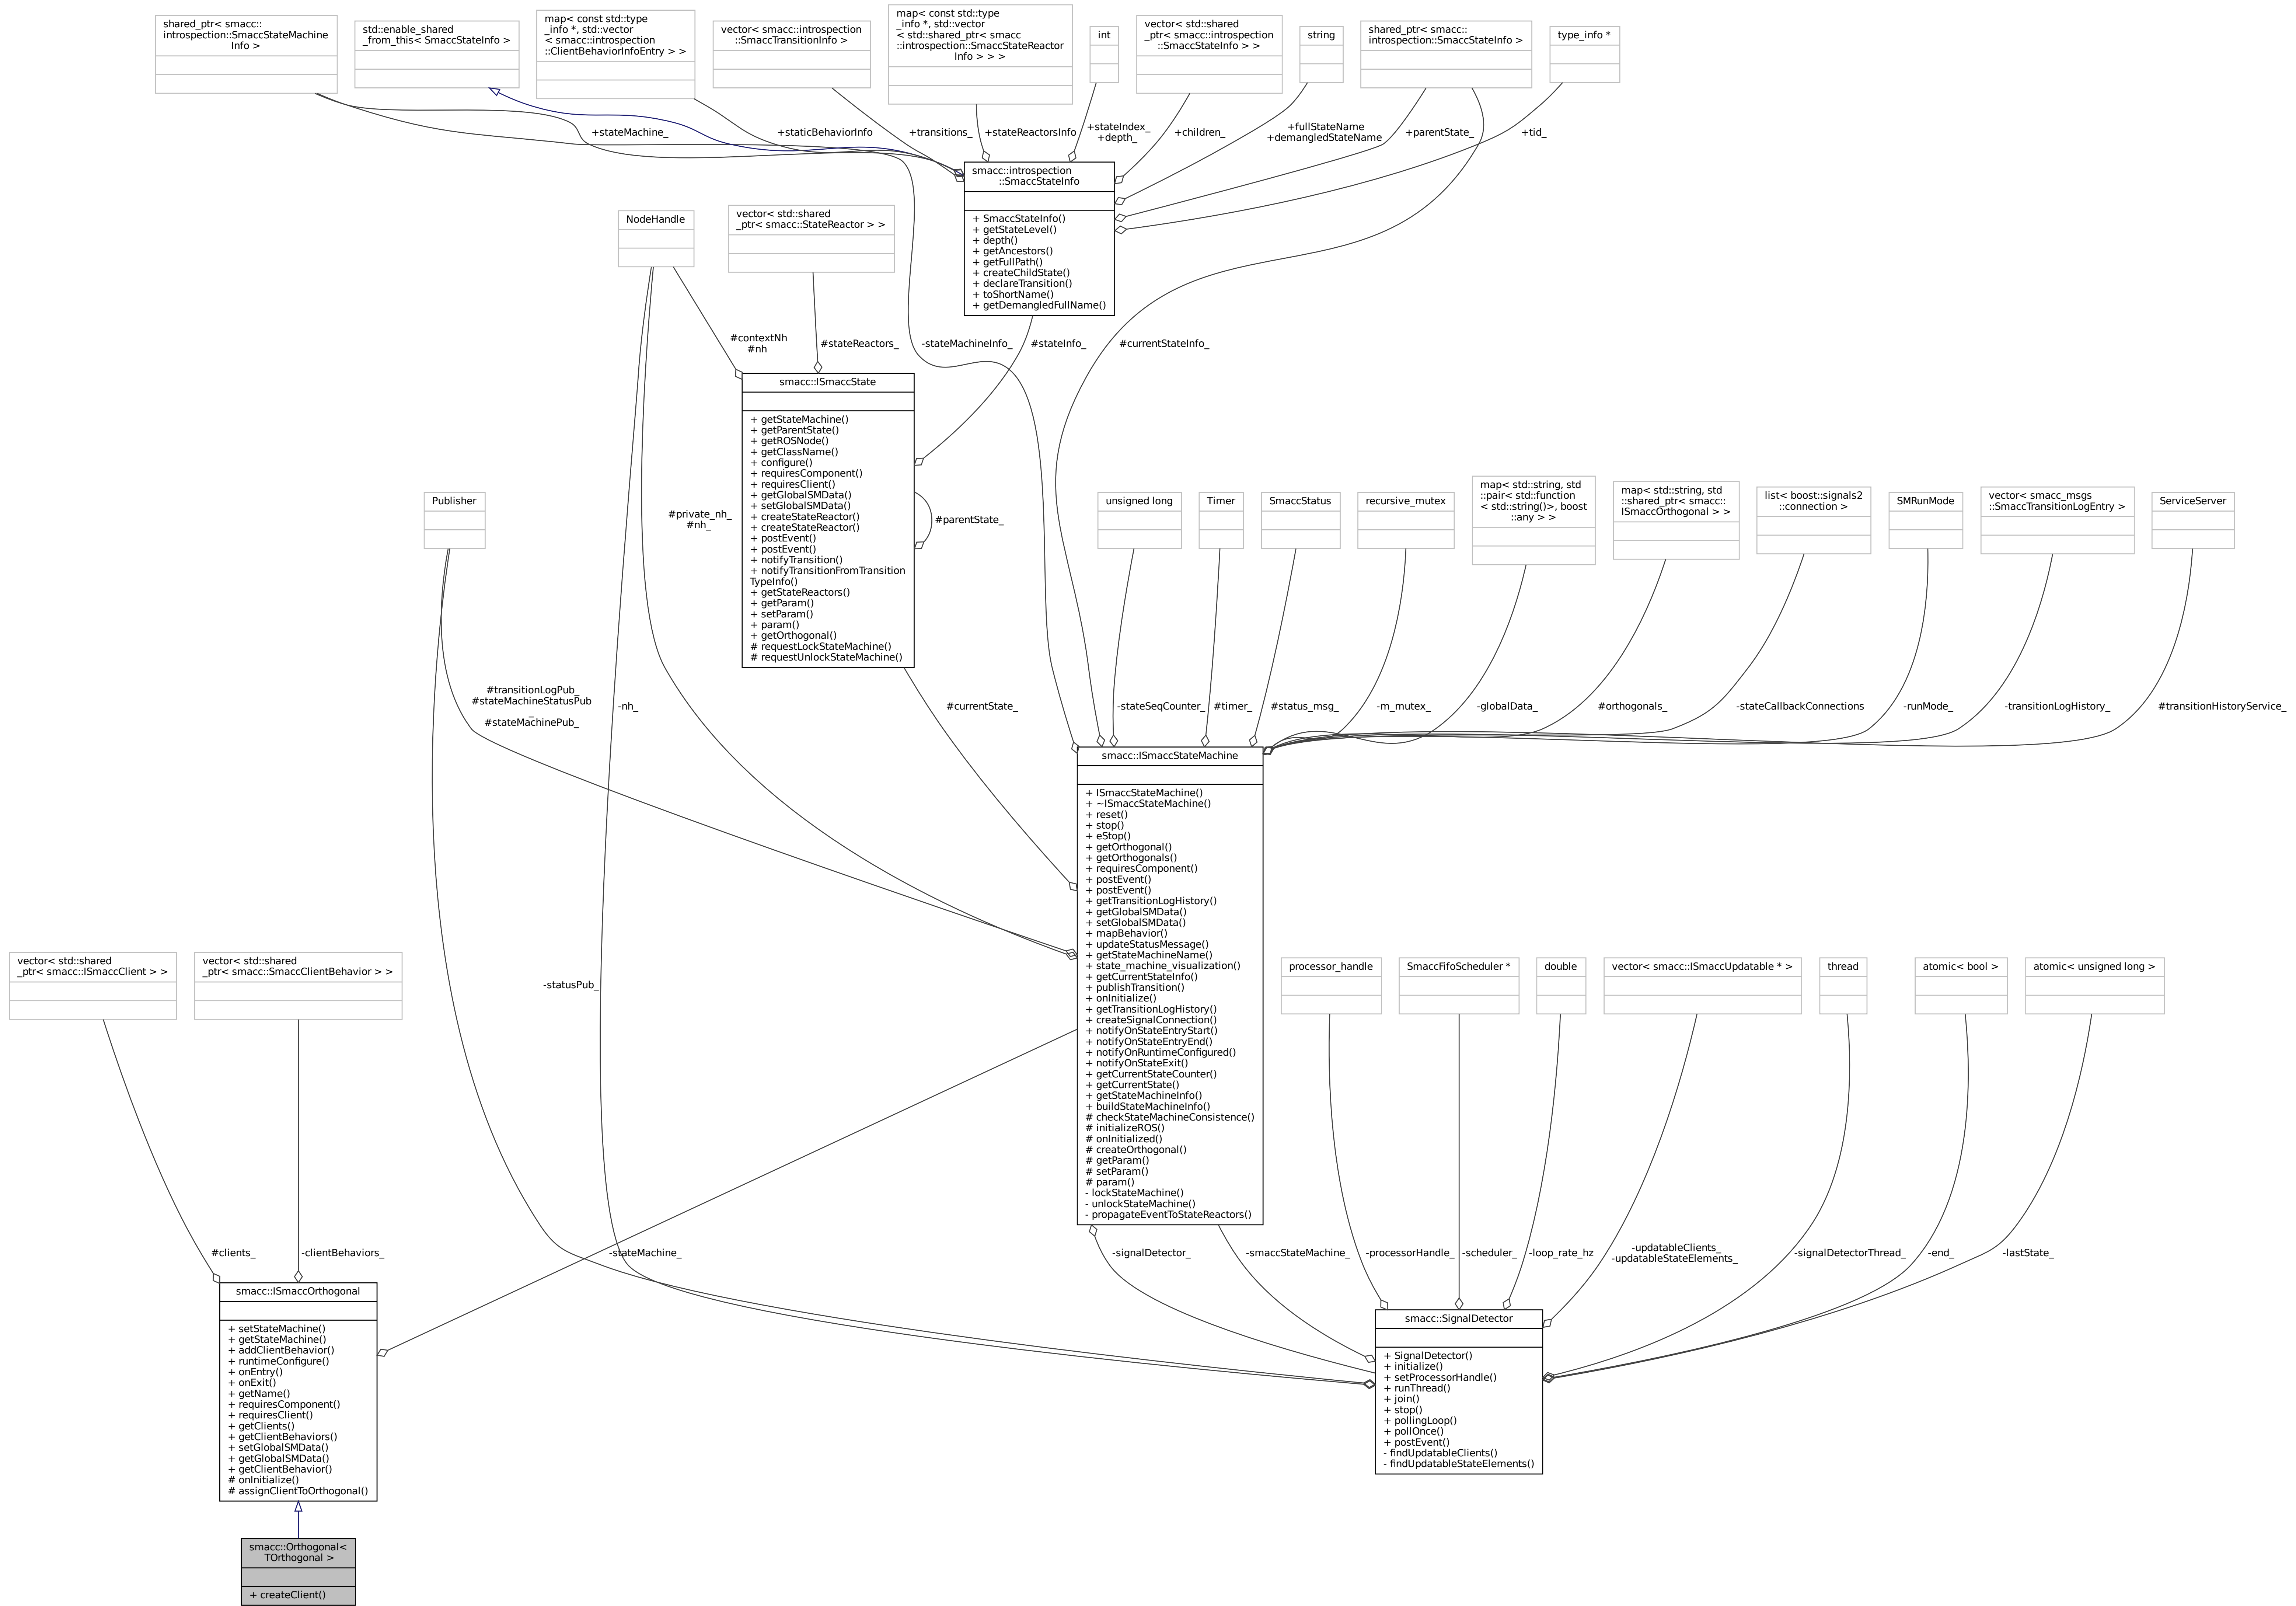 shared_ptr< smacc::
introspection::SmaccStateMachine
Info >
std::enable_shared
_from_this< SmaccStateInfo >
map< const std::type
_info *, std::vector
< smacc::introspection
::ClientBehaviorInfoEntry > >
vector< smacc::introspection
::SmaccTransitionInfo >
map< const std::type
_info *, std::vector
< std::shared_ptr< smacc
::introspection::SmaccStateReactor
Info > > >
int
vector< std::shared
_ptr< smacc::introspection
::SmaccStateInfo > >
string
shared_ptr< smacc::
introspection::SmaccStateInfo >
type_info *
+stateMachine_
+staticBehaviorInfo
+transitions_
+stateReactorsInfo
+stateIndex_
+depth_
+children_
+fullStateName
+demangledStateName
+parentState_
+tid_
smacc::introspection
::SmaccStateInfo
+ SmaccStateInfo()
+ getStateLevel()
+ depth()
+ getAncestors()
+ getFullPath()
+ createChildState()
+ declareTransition()
+ toShortName()
+ getDemangledFullName()
NodeHandle
vector< std::shared
_ptr< smacc::StateReactor > >
#contextNh
#nh
#stateReactors_
-stateMachineInfo_
#stateInfo_
#currentStateInfo_
smacc::ISmaccState
+ getStateMachine()
+ getParentState()
+ getROSNode()
+ getClassName()
+ configure()
+ requiresComponent()
+ requiresClient()
+ getGlobalSMData()
+ setGlobalSMData()
+ createStateReactor()
+ createStateReactor()
+ postEvent()
+ postEvent()
+ notifyTransition()
+ notifyTransitionFromTransition
TypeInfo()
+ getStateReactors()
+ getParam()
+ setParam()
+ param()
+ getOrthogonal()
# requestLockStateMachine()
# requestUnlockStateMachine()
#parentState_
Publisher
#private_nh_
#nh_
unsigned long
Timer
SmaccStatus
recursive_mutex
map< std::string, std
::pair< std::function
< std::string()>, boost
::any > >
map< std::string, std
::shared_ptr< smacc::
ISmaccOrthogonal > >
list< boost::signals2
::connection >
SMRunMode
vector< smacc_msgs
::SmaccTransitionLogEntry >
ServiceServer
#transitionLogPub_
#stateMachineStatusPub
_
#stateMachinePub_
-nh_
#currentState_
-stateSeqCounter_
#timer_
#status_msg_
-m_mutex_
-globalData_
#orthogonals_
-stateCallbackConnections
-runMode_
-transitionLogHistory_
#transitionHistoryService_
smacc::ISmaccStateMachine
+ ISmaccStateMachine()
+ ~ISmaccStateMachine()
+ reset()
+ stop()
+ eStop()
+ getOrthogonal()
+ getOrthogonals()
+ requiresComponent()
+ postEvent()
+ postEvent()
+ getTransitionLogHistory()
+ getGlobalSMData()
+ setGlobalSMData()
+ mapBehavior()
+ updateStatusMessage()
+ getStateMachineName()
+ state_machine_visualization()
+ getCurrentStateInfo()
+ publishTransition()
+ onInitialize()
+ getTransitionLogHistory()
+ createSignalConnection()
+ notifyOnStateEntryStart()
+ notifyOnStateEntryEnd()
+ notifyOnRuntimeConfigured()
+ notifyOnStateExit()
+ getCurrentStateCounter()
+ getCurrentState()
+ getStateMachineInfo()
+ buildStateMachineInfo()
# checkStateMachineConsistence()
# initializeROS()
# onInitialized()
# createOrthogonal()
# getParam()
# setParam()
# param()
- lockStateMachine()
- unlockStateMachine()
- propagateEventToStateReactors()
vector< std::shared
_ptr< smacc::ISmaccClient > >
vector< std::shared
_ptr< smacc::SmaccClientBehavior > >
-statusPub_
processor_handle
SmaccFifoScheduler *
double
vector< smacc::ISmaccUpdatable * >
thread
atomic< bool >
atomic< unsigned long >
#clients_
-clientBehaviors_
-stateMachine_
-signalDetector_
-smaccStateMachine_
-processorHandle_
-scheduler_
-loop_rate_hz
-updatableClients_
-updatableStateElements_
-signalDetectorThread_
-end_
-lastState_
smacc::ISmaccOrthogonal
+ setStateMachine()
+ getStateMachine()
+ addClientBehavior()
+ runtimeConfigure()
+ onEntry()
+ onExit()
+ getName()
+ requiresComponent()
+ requiresClient()
+ getClients()
+ getClientBehaviors()
+ setGlobalSMData()
+ getGlobalSMData()
+ getClientBehavior()
# onInitialize()
# assignClientToOrthogonal()
smacc::SignalDetector
+ SignalDetector()
+ initialize()
+ setProcessorHandle()
+ runThread()
+ join()
+ stop()
+ pollingLoop()
+ pollOnce()
+ postEvent()
- findUpdatableClients()
- findUpdatableStateElements()
smacc::Orthogonal<
TOrthogonal >
+ createClient()